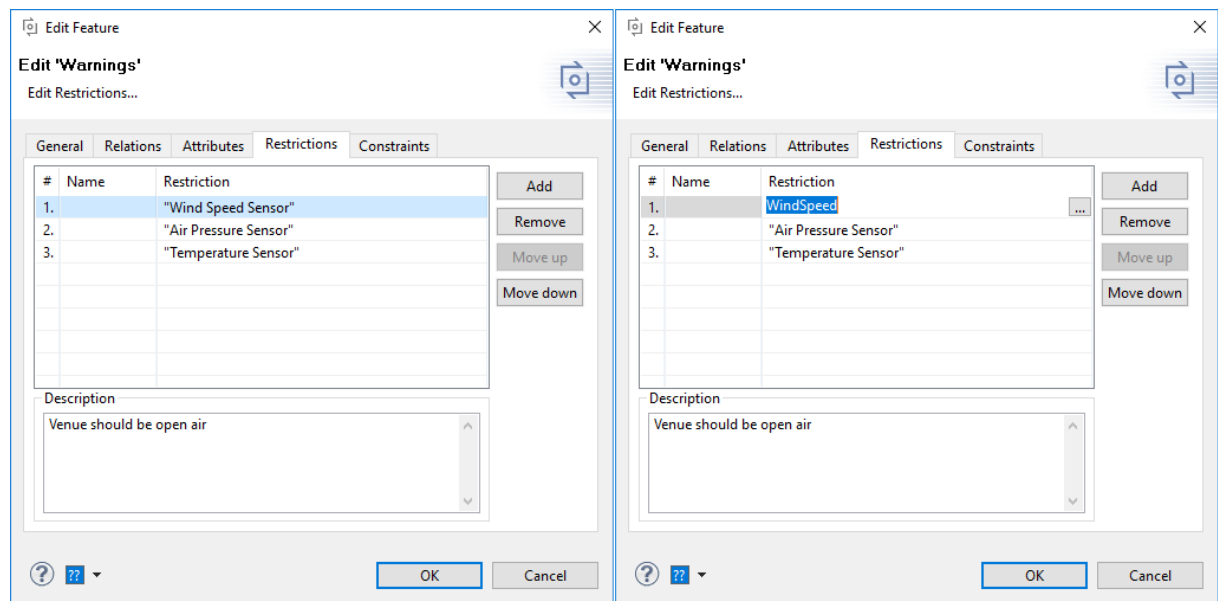 Edit Feature
Edit 'Warnings'
Edit Restrictions...
General Relations Attributes Restrictions Constraints
# Name Restriction
1. "Wind Speed Sensor"
2. "Air Pressure Sensor"
3. "Temperature Sensor"
Add
Remove
Move up
Move down
Description
Venue should be open air
? ??
OK Cancel
Edit Feature
Edit 'Warnings'
Edit Restrictions...
General Relations Attributes Restrictions Constraints
# Name Restriction
1. WindSpeed ...
2. "Air Pressure Sensor"
3. "Temperature Sensor"
Add
Remove
Move up
Move down
Description
Venue should be open air
? ??
OK Cancel